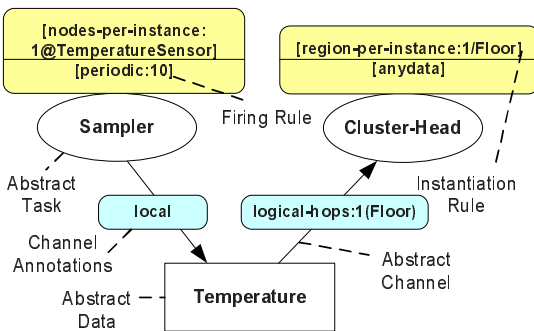 [nodes-per-instance:
1@TemperatureSensor]
[periodic:10]
[region-per-instance:1/Floor]
[anydata]
Sampler
Firing Rule
Cluster-Head
Abstract
Task
Instantiation
Rule
local
logical-hops:1(Floor)
Channel
Annotations
Abstract
Channel
Abstract
Data
Temperature